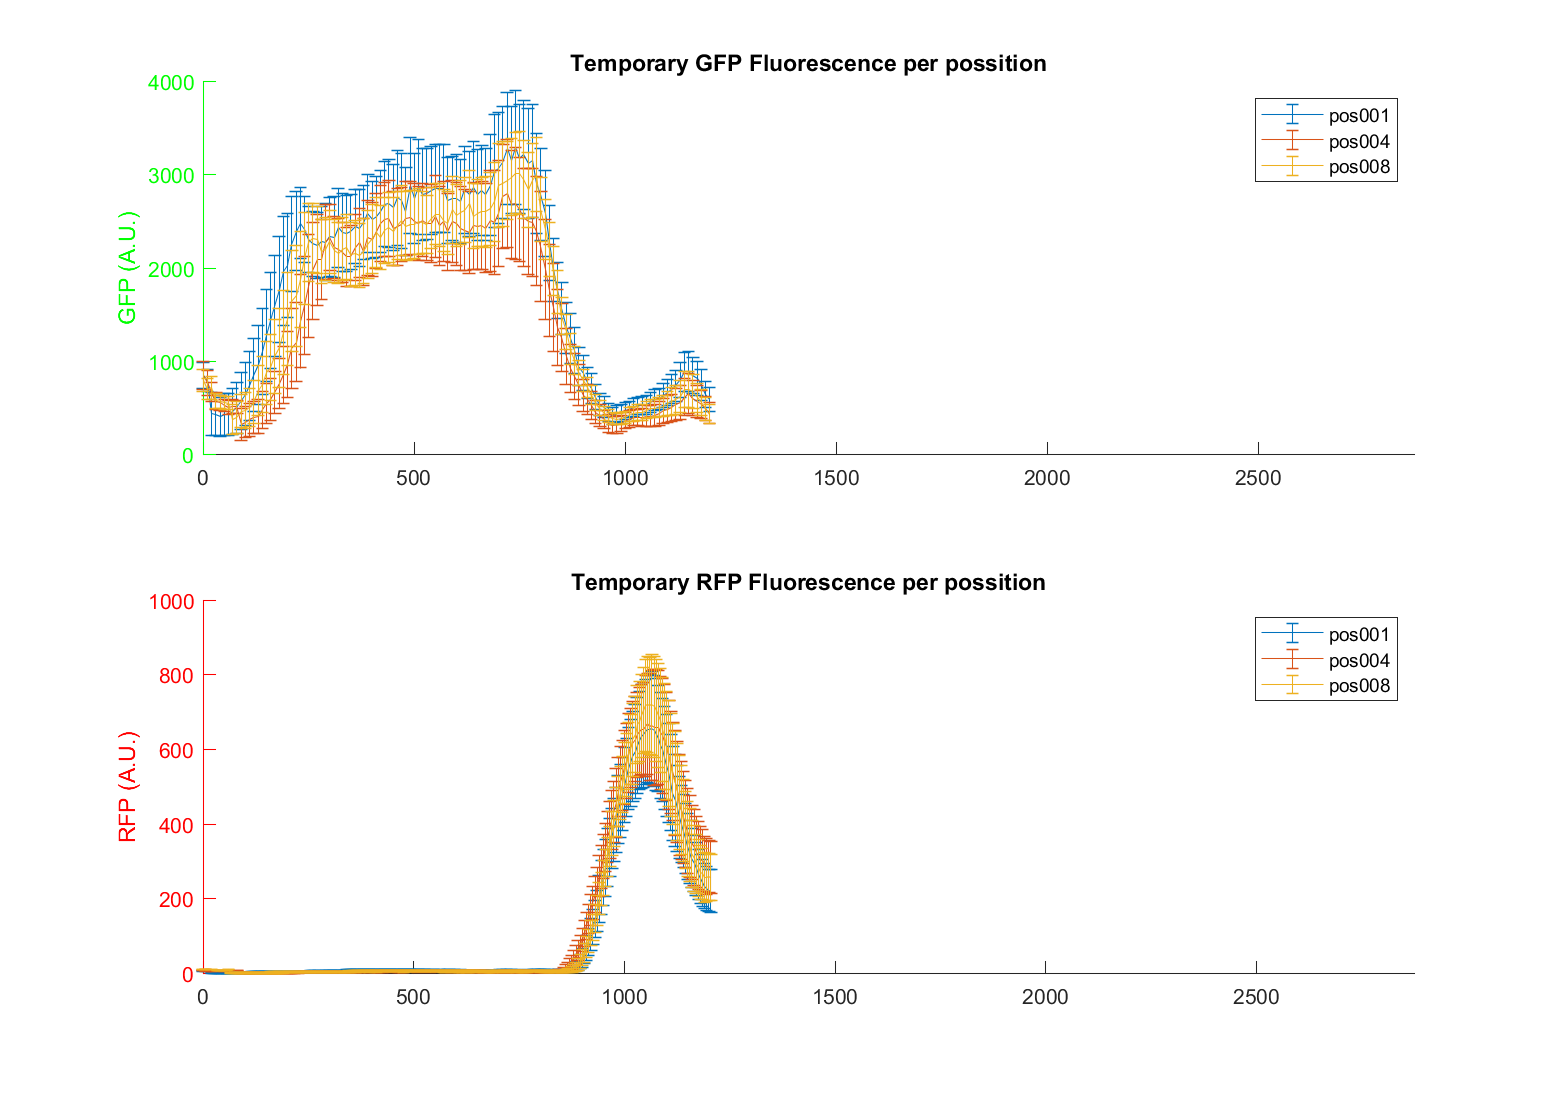 Temporary GFP Fluorescence per possition
4000
3000
2000
1000
0
GFP (A.U.)
0 500 1000 1500 2000 2500
pos001
pos004
pos008
Temporary RFP Fluorescence per possition
1000
800
600
400
200
0
RFP (A.U.)
0 500 1000 1500 2000 2500
pos001
pos004
pos008